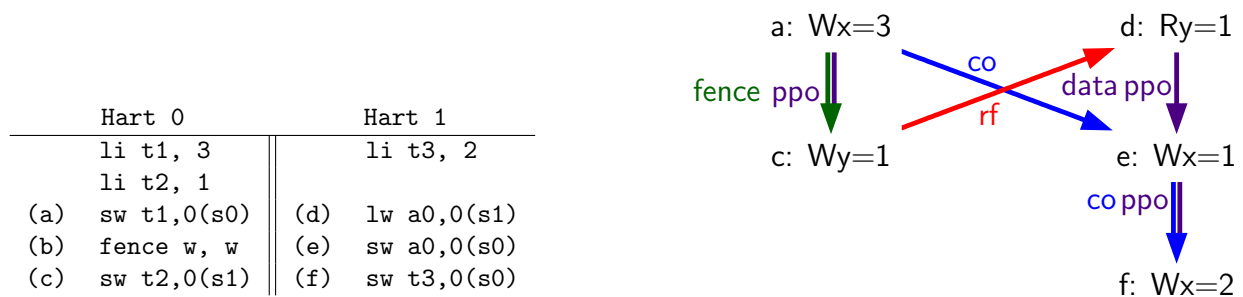 Hart 0 Hart 1
li t1, 3 li t3, 2
li t2, 1
(a) sw t1,0(s0) (d) lw a0,0(s1)
(b) fence w, w (e) sw a0,0(s0)
(c) sw t2,0(s1) (f) sw t3,0(s0)
a: Wx=3 d: Ry=1
co
fence ppo data ppo
rf
c: Wy=1 e: Wx=1
co ppo
f: Wx=2